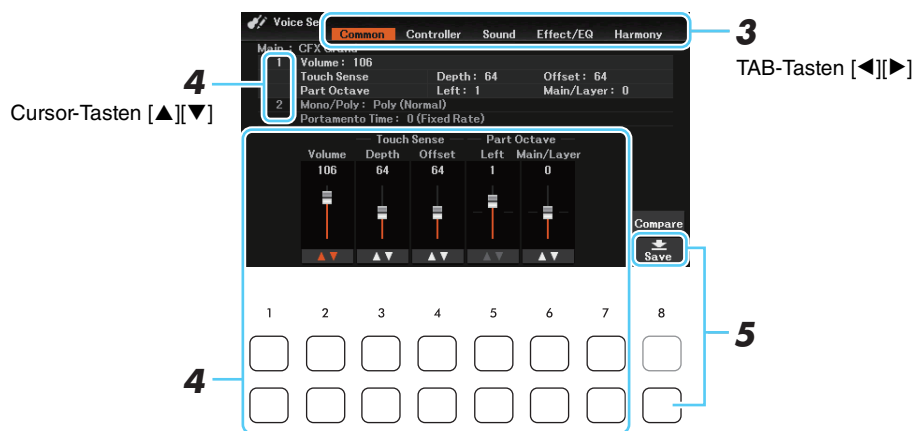 Voice Se
Common Controller Sound Effect/EQ Harmony
3
TAB-Tasten [◀][▶]
Main : CFX Grand
1 Volume : 106
Touch Sense Depth : 64 Offset : 64
Part Octave Left : 1 Main/Layer : 0
2 Mono/Poly : Poly (Normal)
Portamento Time : 0 (Fixed Rate)
4
Cursor-Tasten [▲][▼]
Touch Sense Part Octave
Volume Depth Offset Left Main/Layer
106 64 64 1 0
▲▼ ▲▼ ▲▼ ▲▼ ▲▼
Compare
Save
1 2 3 4 5 6 7 8
5
4